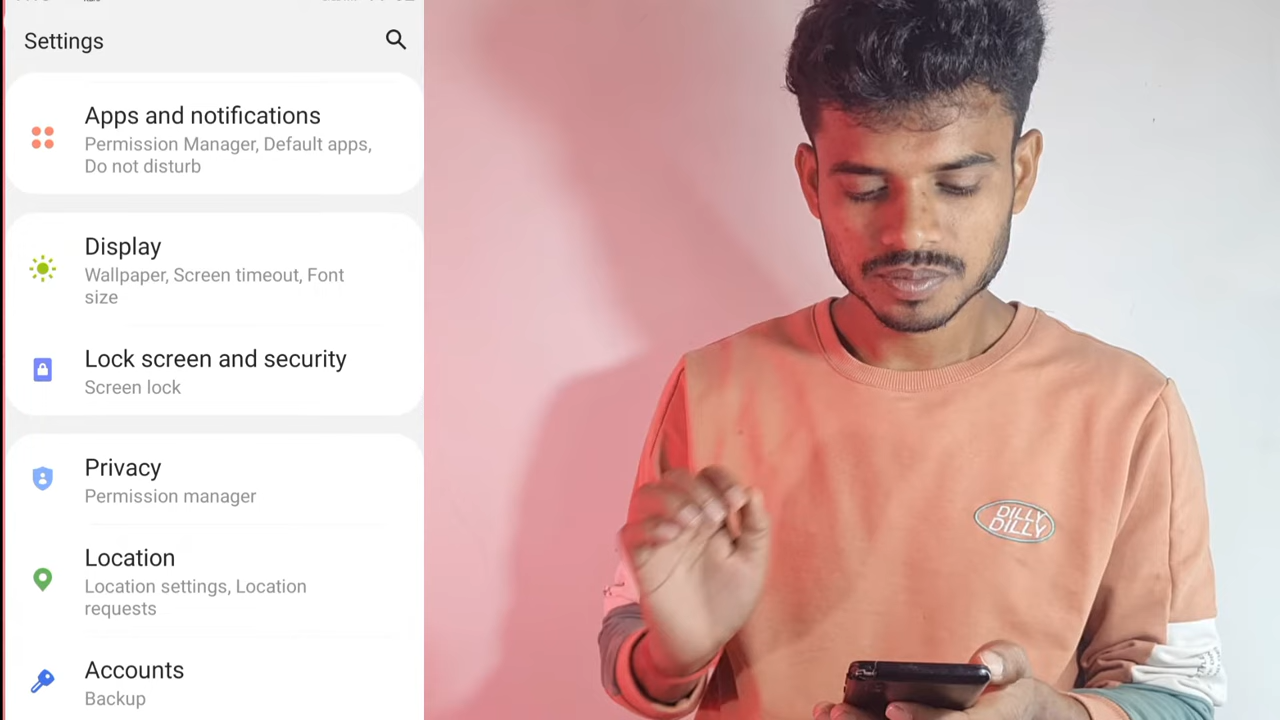 Settings
Apps and notifications
Permission Manager, Default apps,
Do not disturb
Display
Wallpaper, Screen timeout, Font
size
Lock screen and security
Screen lock
Privacy
Permission manager
Location
Location settings, Location
requests
Accounts
Backup
DILLY
DILLY